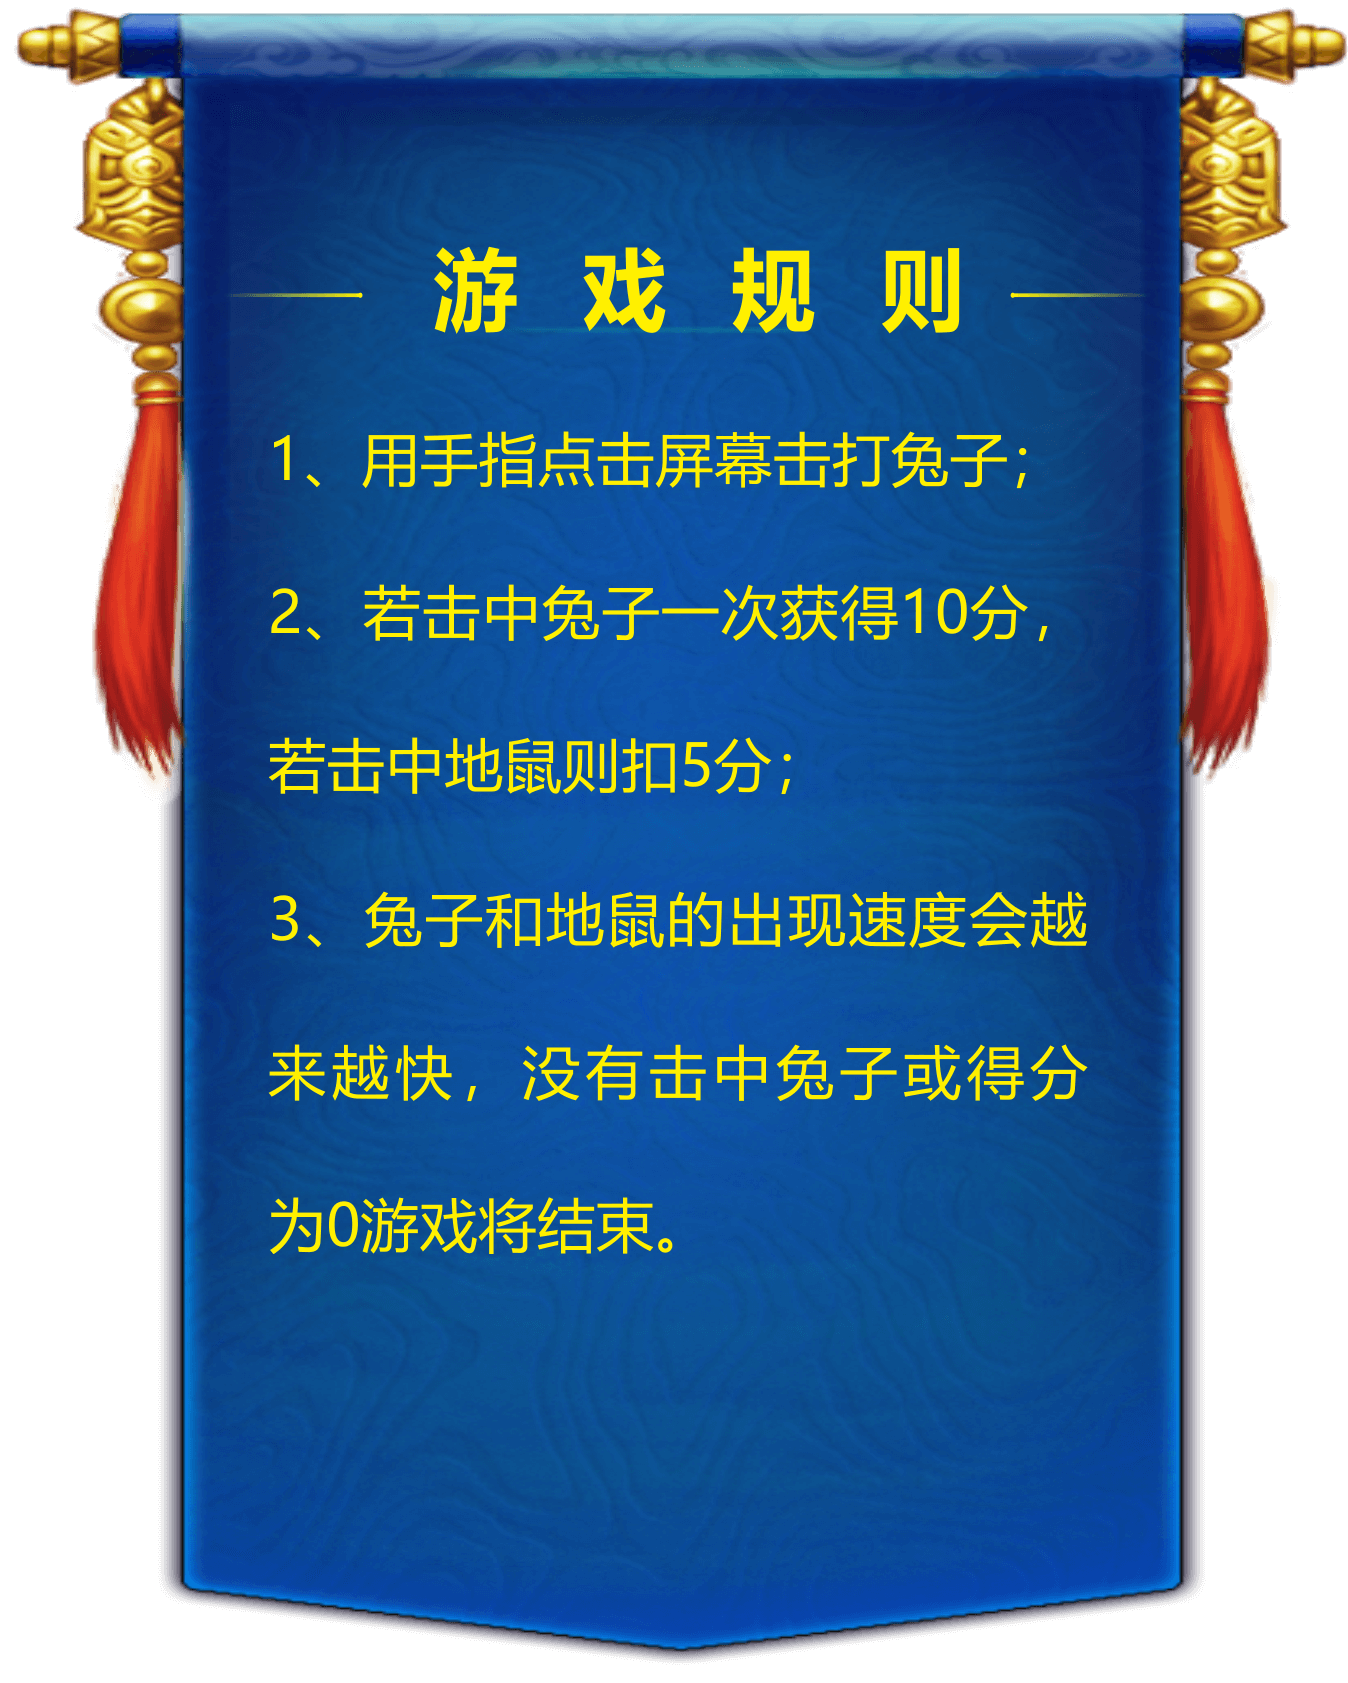 游戏规则
1、用手指点击屏幕击打兔子；
2、若击中兔子一次获得10分，
若击中地鼠则扣5分；
3、兔子和地鼠的出现速度会越
来越快，没有击中兔子或得分
为0游戏将结束。